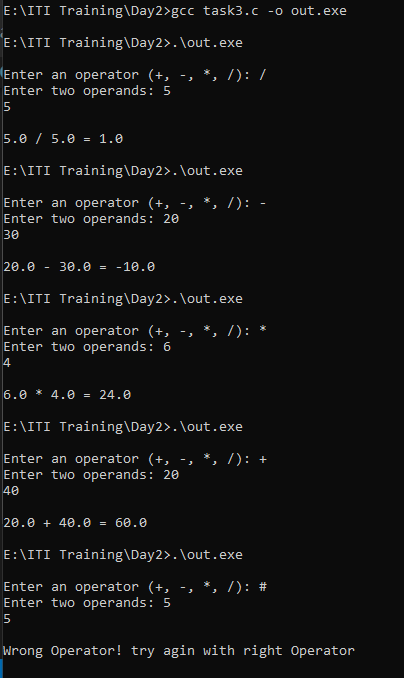 E:\ITI Training\Day2>gcc task3.c -o out.exe
E:\ITI Training\Day2>.\out.exe
Enter an operator (+, -, *, /): /
Enter two operands: 5
5
5.0 / 5.0 = 1.0
E:\ITI Training\Day2>.\out.exe
Enter an operator (+, -, *, /): -
Enter two operands: 20
30
20.0 - 30.0 = -10.0
E:\ITI Training\Day2>.\out.exe
Enter an operator (+, -, *, /): *
Enter two operands: 6
4
6.0 * 4.0 = 24.0
E:\ITI Training\Day2>.\out.exe
Enter an operator (+, -, *, /): +
Enter two operands: 20
40
20.0 + 40.0 = 60.0
E:\ITI Training\Day2>.\out.exe
Enter an operator (+, -, *, /): #
Enter two operands: 5
5
Wrong Operator! try agin with right Operator